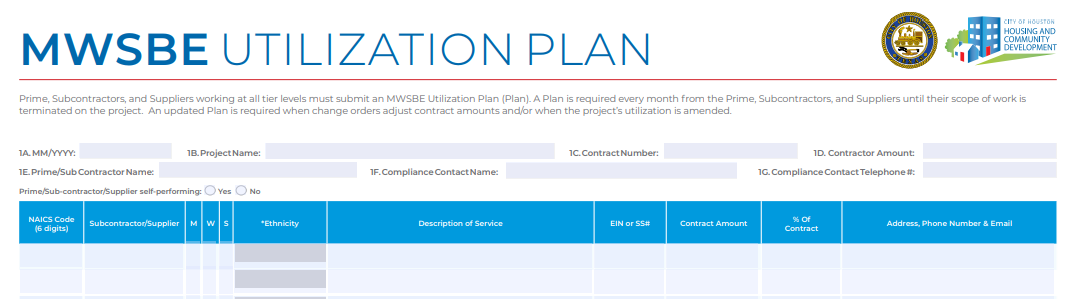 MWSBE UTILIZATION PLAN
CITY OF HOUSTON
HOUSING AND
COMMUNITY
DEVELOPMENT
Prime, Subcontractors, and Suppliers working at all tier levels must submit an MWSBE Utilization Plan (Plan). A Plan is required every month from the Prime, Subcontractors, and Suppliers until their scope of work is
terminated on the project. An updated Plan is required when change orders adjust contract amounts and/or when the project's utilization is amended.
1A. MM/YYYY: 1B. Project Name: 1C. Contract Number: 1D. Contractor Amount:
1E. Prime/Sub Contractor Name: 1F. Compliance Contact Name: 1G. Compliance Contact Telephone #:
Prime/Sub-contractor/Supplier self-performing: Yes No
NAICS Code
(6 digits)
Subcontractor/Supplier
M
W
S
*Ethnicity
Description of Service
EIN or SS#
Contract Amount
% Of
Contract
Address, Phone Number & Email